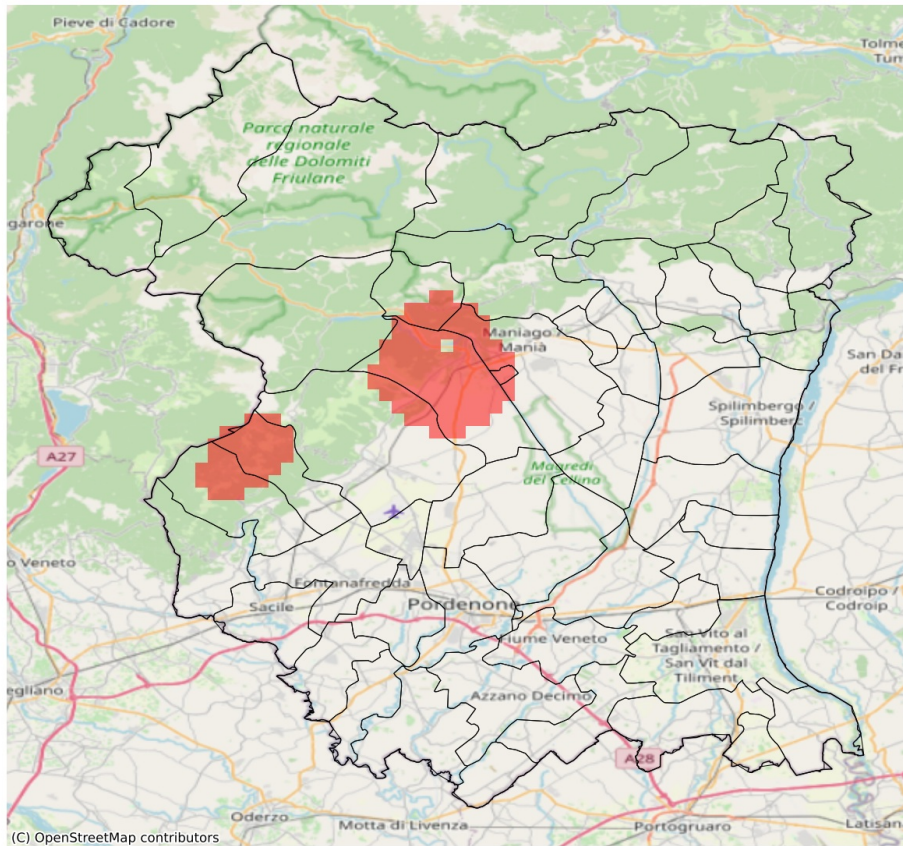 Pieve di Cadore
Tolme
Tum
Parco naturale
regionale
delle Dolomiti
Friulane
garone
Maniago /
Manià
San Da
del Fr
Spilimbergo /
Spilimberc
A27
Magredi
del Cellina
o Veneto
Fontanafredda
Sacile
Pordenone
Codroipo /
Codroip
Fiume Veneto
San Vito al
Tagliamento /
San Vît dal
Tiliment
egliano
Azzano Decimo
A28
Oderzo
Motta di Livenza
Portogruaro
Latisan
(C) OpenStreetMap contributors